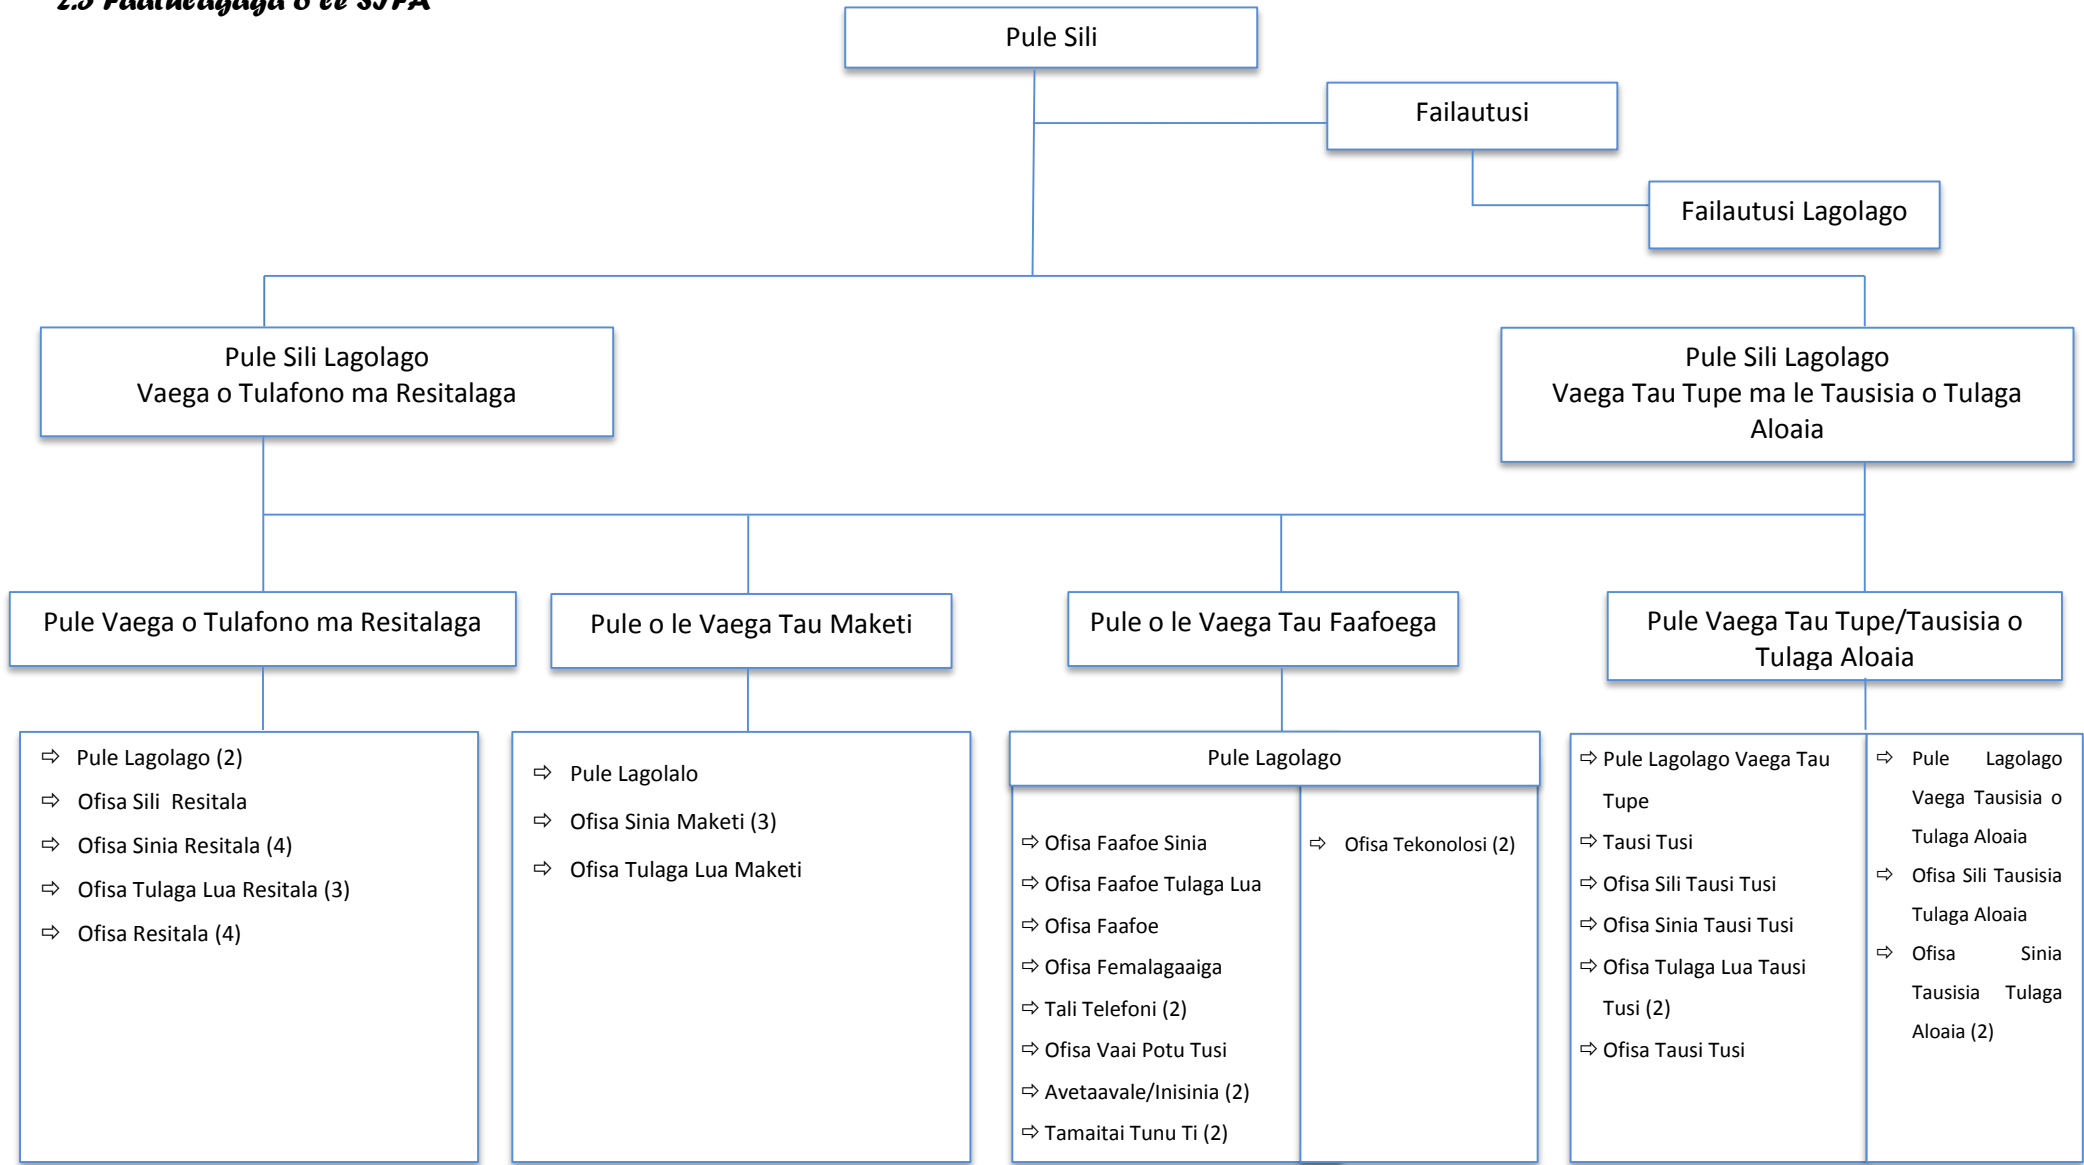 2.3 Faatulagaga o le SIFA
Pule Sili
Failautusi
Failautusi Lagolago
Pule Sili Lagolago
Vaega o Tulafono ma Resitalaga
Pule Sili Lagolago
Vaega Tau Tupe ma le Tausisia o Tulaga
Aloaia
Pule Vaega o Tulafono ma Resitalaga
Pule o le Vaega Tau Maketi
Pule o le Vaega Tau Faafoega
Pule Vaega Tau Tupe/Tausisia o
Tulaga Aloaia
⇨ Pule Lagolago (2)
⇨ Ofisa Sili Resitala
⇨ Ofisa Sinia Resitala (4)
⇨ Ofisa Tulaga Lua Resitala (3)
⇨ Ofisa Resitala (4)
⇨ Pule Lagolalo
⇨ Ofisa Sinia Maketi (3)
⇨ Ofisa Tulaga Lua Maketi
Pule Lagolago
⇨ Ofisa Faafoe Sinia
⇨ Ofisa Faafoe Tulaga Lua
⇨ Ofisa Faafoe
⇨ Ofisa Femalagaaiga
⇨ Tali Telefoni (2)
⇨ Ofisa Vaai Potu Tusi
⇨ Avetaavale/Inisinia (2)
⇨ Tamaitai Tunu Ti (2)
⇨ Ofisa Tekonolosi (2)
⇨ Pule Lagolago Vaega Tau
Tupe
⇨ Tausi Tusi
⇨ Ofisa Sili Tausi Tusi
⇨ Ofisa Sinia Tausi Tusi
⇨ Ofisa Tulaga Lua Tausi
Tusi (2)
⇨ Ofisa Tausi Tusi
⇨ Pule Lagolago
Vaega Tausisia o
Tulaga Aloaia
⇨ Ofisa Sili Tausisia
Tulaga Aloaia
⇨ Ofisa Sinia
Tausisia Tulaga
Aloaia (2)